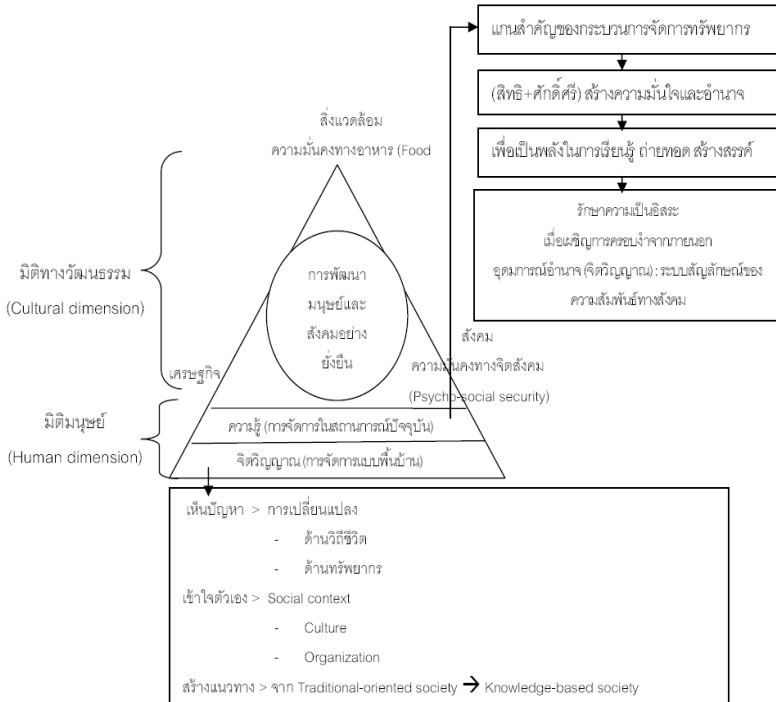 แกนสำคัญของกระบวนการจัดการทรัพยากร
(สิทธิ+ศักดิ์ศรี) สร้างความมั่นใจและอำนาจ
เพื่อเป็นพลังในการเรียนรู้ ถ่ายทอด สร้างสรรค์
รักษาความเป็นอิสระ
เมื่อเผชิญการครอบงำจากภายนอก
อุดมการณ์อำนาจ (จิตวิญญาณ) : ระบบสัญลักษณ์ของ
ความสัมพันธ์ทางสังคม
สิ่งแวดล้อม
ความมั่นคงทางอาหาร (Food
มิติทางวัฒนธรรม
(Cultural dimension)
การพัฒนา
มนุษย์และ
สังคมอย่าง
ยั่งยืน
เศรษฐกิจ
สังคม
ความมั่นคงทางจิตสังคม
(Psycho-social security)
มิติมนุษย์
(Human dimension)
ความรู้ (การจัดการในสถานการณ์ปัจจุบัน)
จิตวิญญาณ (การจัดการแบบพื้นบ้าน)
เห็นปัญหา > การเปลี่ยนแปลง
- ด้านวิถีชีวิต
- ด้านทรัพยากร
เข้าใจตัวเอง > Social context
- Culture
- Organization
สร้างแนวทาง > จาก Traditional-oriented society → Knowledge-based society